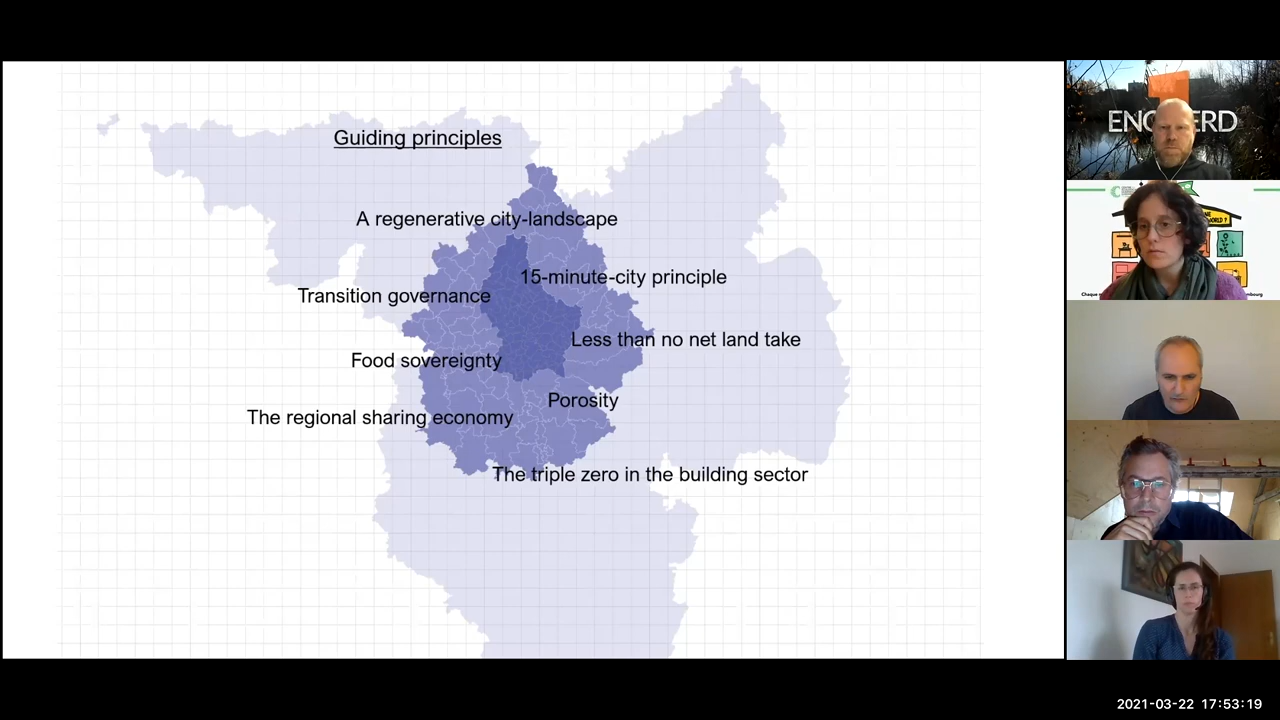 Guiding principles
A regenerative city-landscape
15-minute-city principle
Transition governance
Less than no net land take
Food sovereignty
Porosity
The regional sharing economy
The triple zero in the building sector
2021-03-22 17:53:19